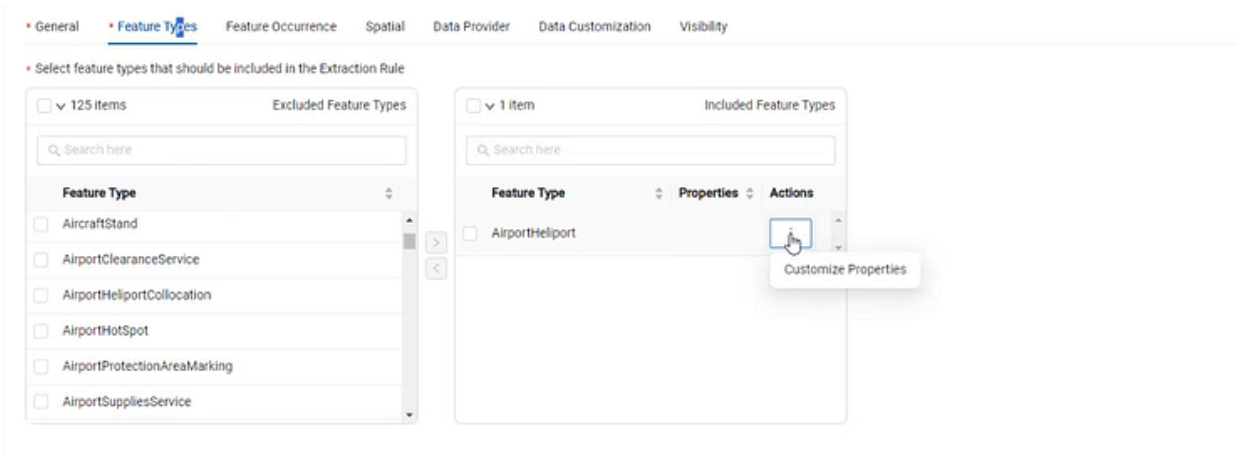 * General * Feature Types Feature Occurrence Spatial Data Provider Data Customization Visibility
* Select feature types that should be included in the Extraction Rule
125 items Excluded Feature Types
Search here
Feature Type
AircraftStand
AirportClearanceService
AirportHeliportCollocation
AirportHotSpot
AirportProtectionAreaMarking
AirportSuppliesService
>
<
1 item Included Feature Types
Search here
Feature Type Properties Actions
AirportHeliport
Customize Properties